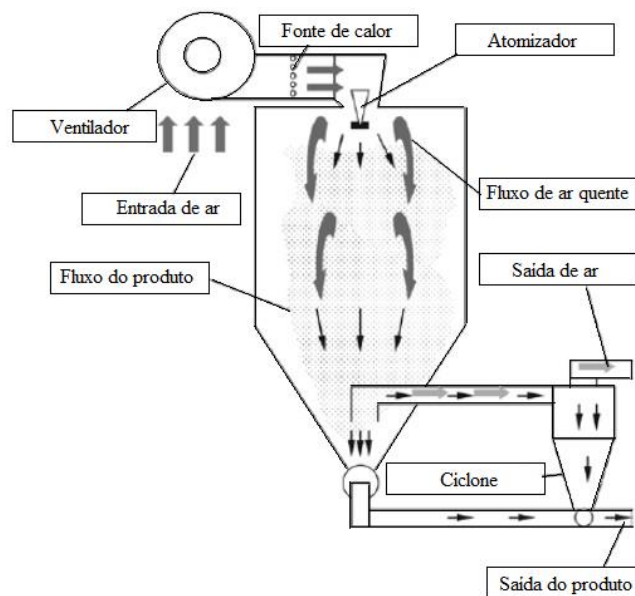 Fonte de calor
Atomizador
Ventilador
Entrada de ar
Fluxo de ar quente
Fluxo do produto
Saída de ar
Ciclone
Saída do produto